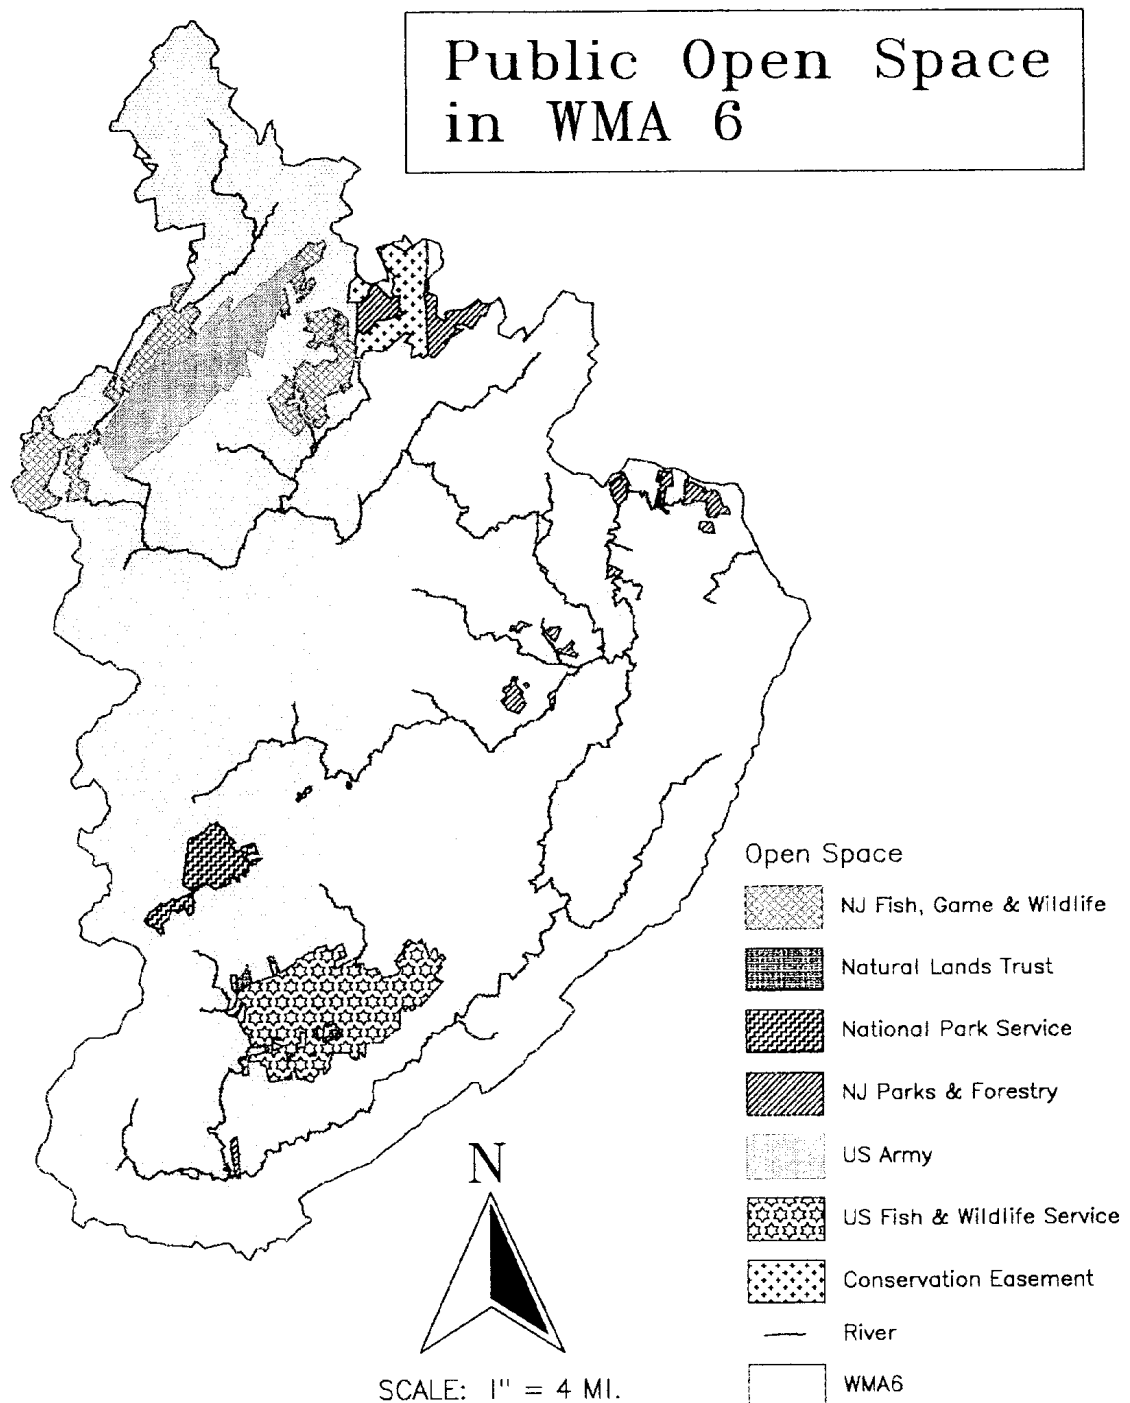 Public Open Space
in WMA 6
Open Space
NJ Fish, Game & Wildlife
Natural Lands Trust
National Park Service
NJ Parks & Forestry
US Army
US Fish & Wildlife Service
Conservation Easement
River
WMA6
N
SCALE: 1" = 4 MI.